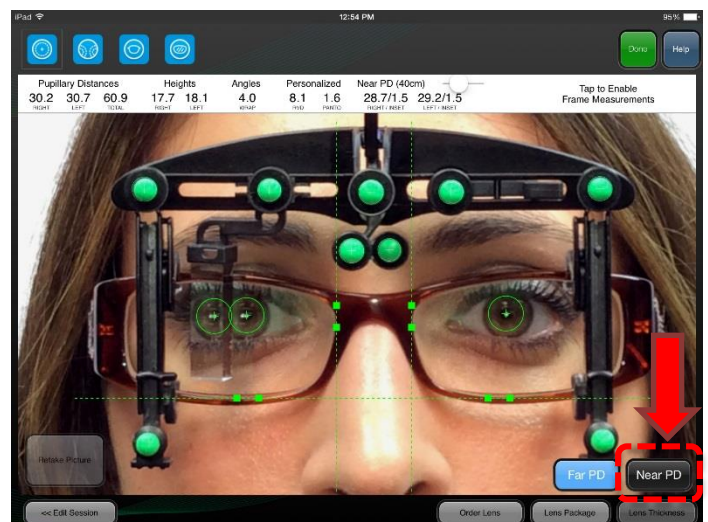 iPad 12:54 PM 95%
Done Help
Pupillary Distances Heights Angles Personalized Near PD (40cm) Tap to Enable
30.2 30.7 60.9 17.7 18.1 4.0 8.1 1.6 28.7/1.5 29.2/1.5 Frame Measurements
RIGHT LEFT TOTAL RIGHT LEFT WRAP PANTO RIGHT / INSET LEFT / INSET
Retake Picture
Far PD Near PD
<< Edit Session Order Lens Lens Package Lens Thickness